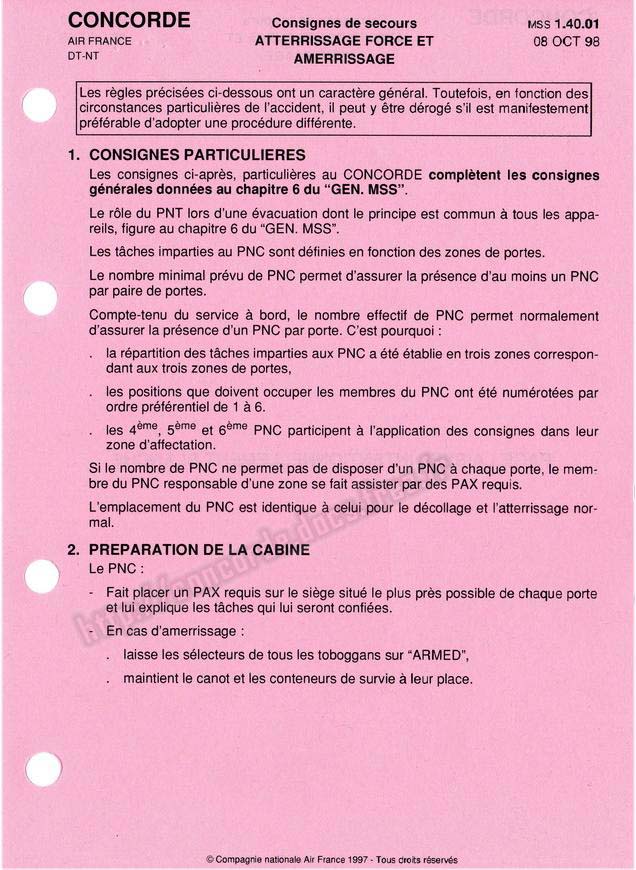 CONCORDE
AIR FRANCE
DT-NT
Consignes de secours
ATTERRISSAGE FORCE ET
AMERRISSAGE
MSS 1.40.01
08 OCT 98
Les règles précisées ci-dessous ont un caractère général. Toutefois, en fonction des
circonstances particulières de l'accident, il peut y être dérogé s'il est manifestement
préférable d'adopter une procédure différente.
1. CONSIGNES PARTICULIERES
Les consignes ci-après, particulières au CONCORDE complètent les consignes
générales données au chapitre 6 du “GEN. MSS”.
Le rôle du PNT lors d'une évacuation dont le principe est commun à tous les appa-
reils, figure au chapitre 6 du “GEN. MSS”.
Les tâches imparties au PNC sont définies en fonction des zones de portes.
Le nombre minimal prévu de PNC permet d'assurer la présence d'au moins un PNC
par paire de portes.
Compte-tenu du service à bord, le nombre effectif de PNC permet normalement
d'assurer la présence d'un PNC par porte. C'est pourquoi :
. la répartition des tâches imparties aux PNC a été établie en trois zones correspon-
dant aux trois zones de portes,
. les positions que doivent occuper les membres du PNC ont été numérotées par
ordre préférentiel de 1 à 6.
. les 4ème, 5ème et 6ème PNC participent à l'application des consignes dans leur
zone d'affectation.
Si le nombre de PNC ne permet pas de disposer d'un PNC à chaque porte, le mem-
bre du PNC responsable d'une zone se fait assister par des PAX requis.
L'emplacement du PNC est identique à celui pour le décollage et l'atterrissage nor-
mal.
2. PREPARATION DE LA CABINE
Le PNC :
- Fait placer un PAX requis sur le siège situé le plus près possible de chaque porte
et lui explique les tâches qui lui seront confiées.
- En cas d'amerrissage :
. laisse les sélecteurs de tous les toboggans sur “ARMED”,
. maintient le canot et les conteneurs de survie à leur place.
© Compagnie nationale Air France 1997 - Tous droits réservés